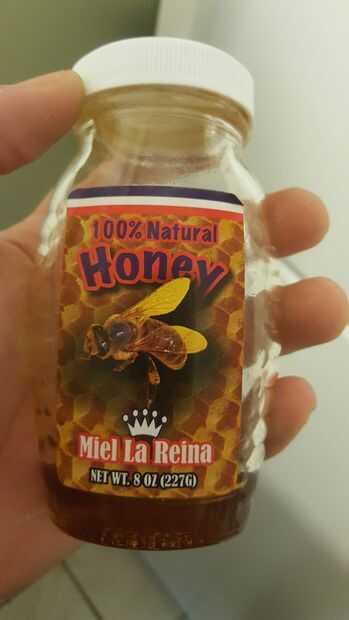 100% Natural
Honey
Miel La Reina
NET WT. 8 OZ (227G)